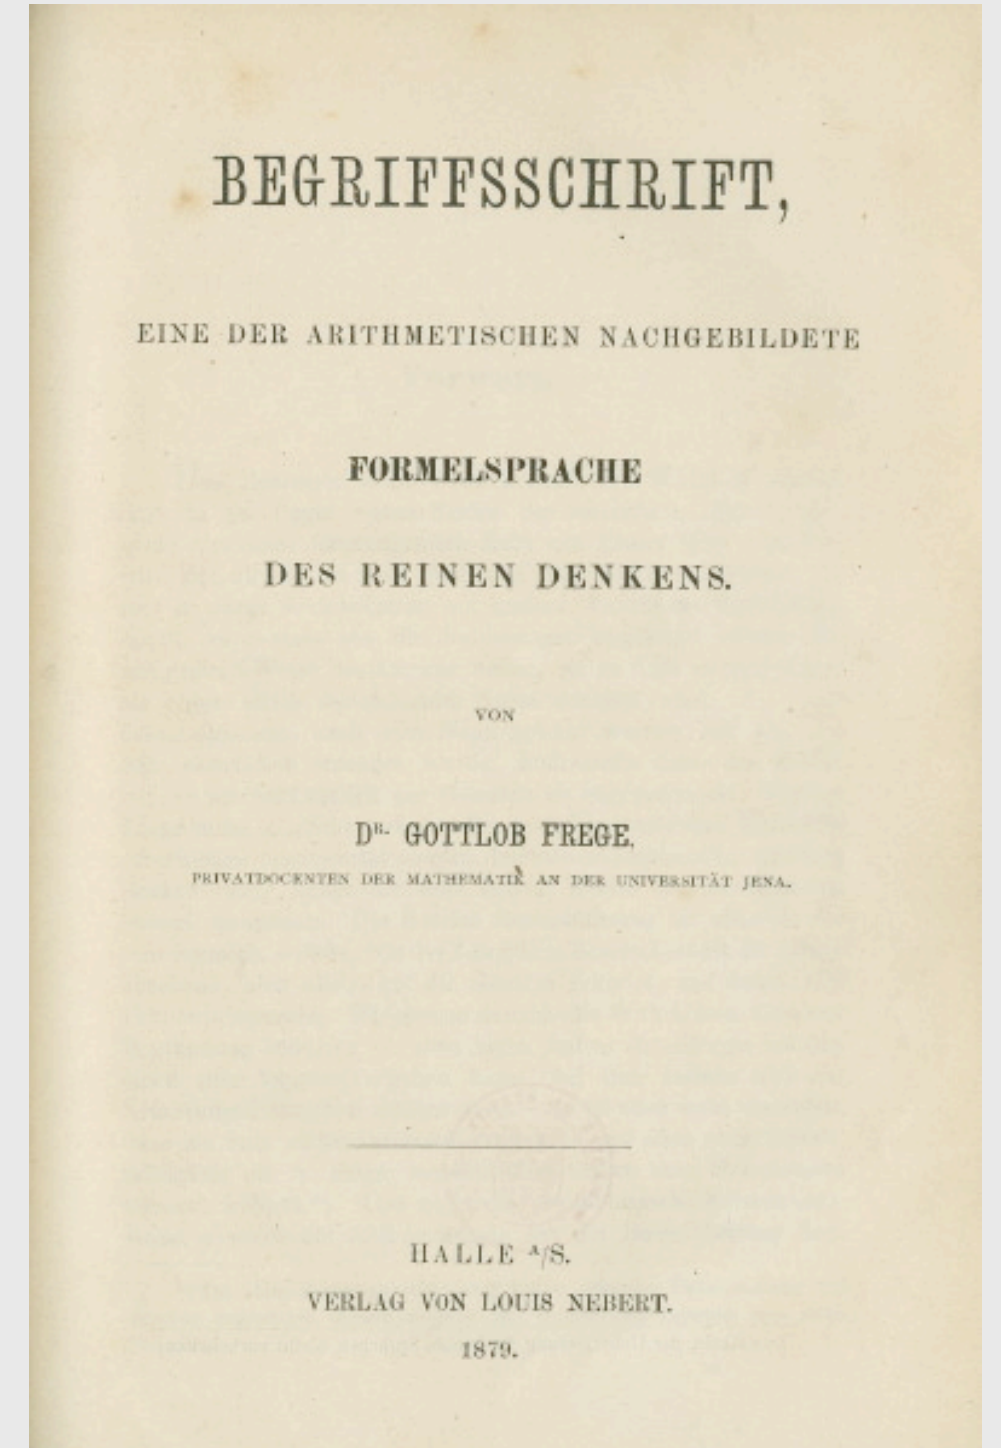 BEGRIFFSSCHRIFT,
EINE DER ARITHMETISCHEN NACHGEBILDETE
FORMELSPRACHE
DES REINEN DENKENS.
VON
DR. GOTTLOB FREGE,
PRIVATDOCENTEN DER MATHEMATIK AN DER UNIVERSITÄT JENA.
HALLE A/S.
VERLAG VON LOUIS NEBERT.
1879.